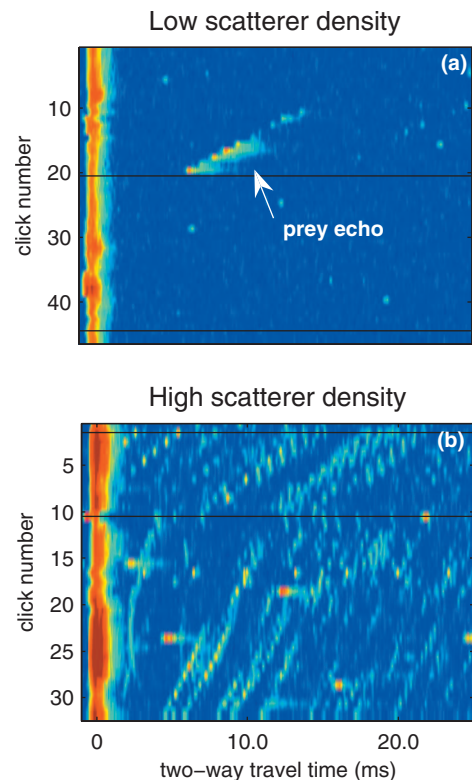 Low scatterer density
(a)
10
20
30
40
click number
prey echo
High scatterer density
(b)
5
10
15
20
25
30
click number
0 10.0 20.0
two-way travel time (ms)